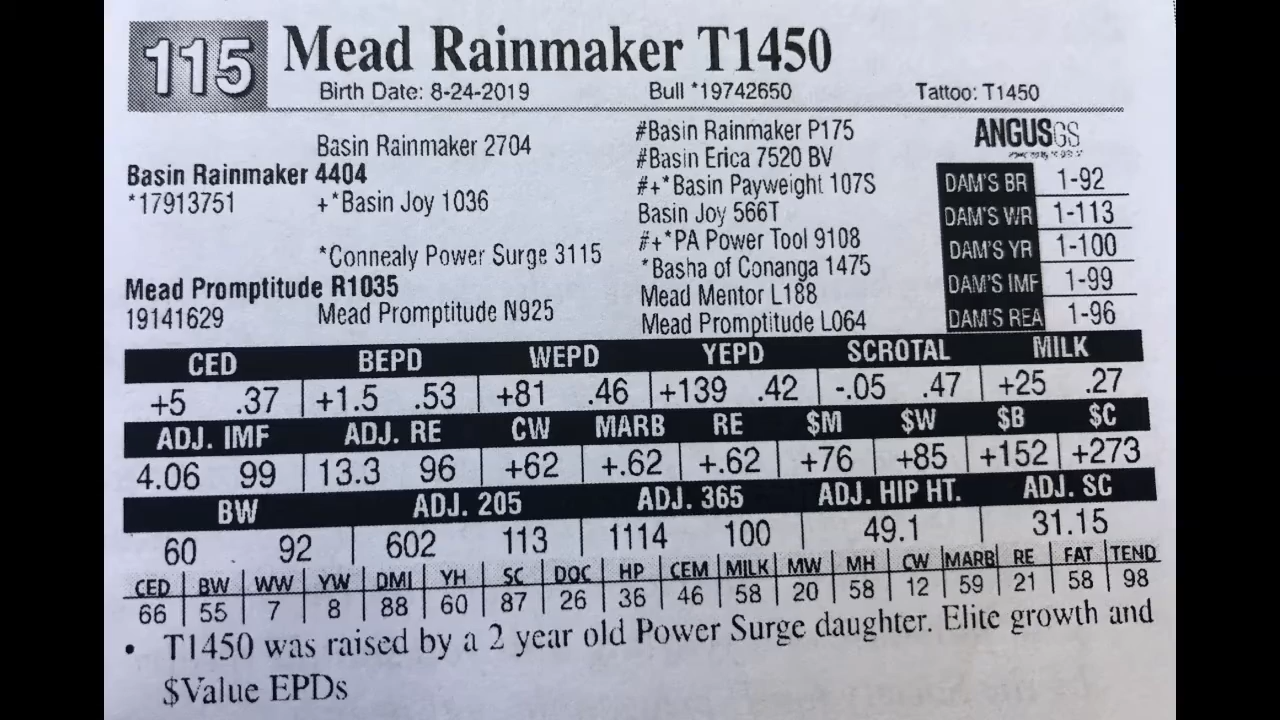 115 Mead Rainmaker T1450
Birth Date: 8-24-2019 Bull *19742650 Tattoo: T1450
#Basin Rainmaker P175
Basin Rainmaker 2704
#Basin Erica 7520 BV
Basin Rainmaker 4404
#+*Basin Payweight 107S
*17913751 +*Basin Joy 1036
Basin Joy 566T
#+*PA Power Tool 9108
*Connealy Power Surge 3115
*Basha of Conanga 1475
Mead Promptitude R1035
Mead Mentor L188
19141629 Mead Promptitude N925
Mead Promptitude L064
ANGUSGS
DAM'S BR 1-92
DAM'S WR 1-113
DAM'S YR 1-100
DAM'S IMF 1-99
DAM'S REA 1-96
CED BEPD WEPD YEPD SCROTAL MILK
+5 .37 +1.5 .53 +81 .46 +139 .42 -.05 .47 +25 .27
ADJ. IMF ADJ. RE CW MARB RE $M $W $B $C
4.06 99 13.3 96 +62 +.62 +.62 +76 +85 +152 +273
BW ADJ. 205 ADJ. 365 ADJ. HIP HT. ADJ. SC
60 92 602 113 1114 100 49.1 31.15
CED BW WW YW DMI YH SC DOC HP CEM MILK MW MH CW MARB RE FAT TEND
66 55 7 8 88 60 87 26 36 46 58 20 58 12 59 21 58 98
• T1450 was raised by a 2 year old Power Surge daughter. Elite growth and
$Value EPDs